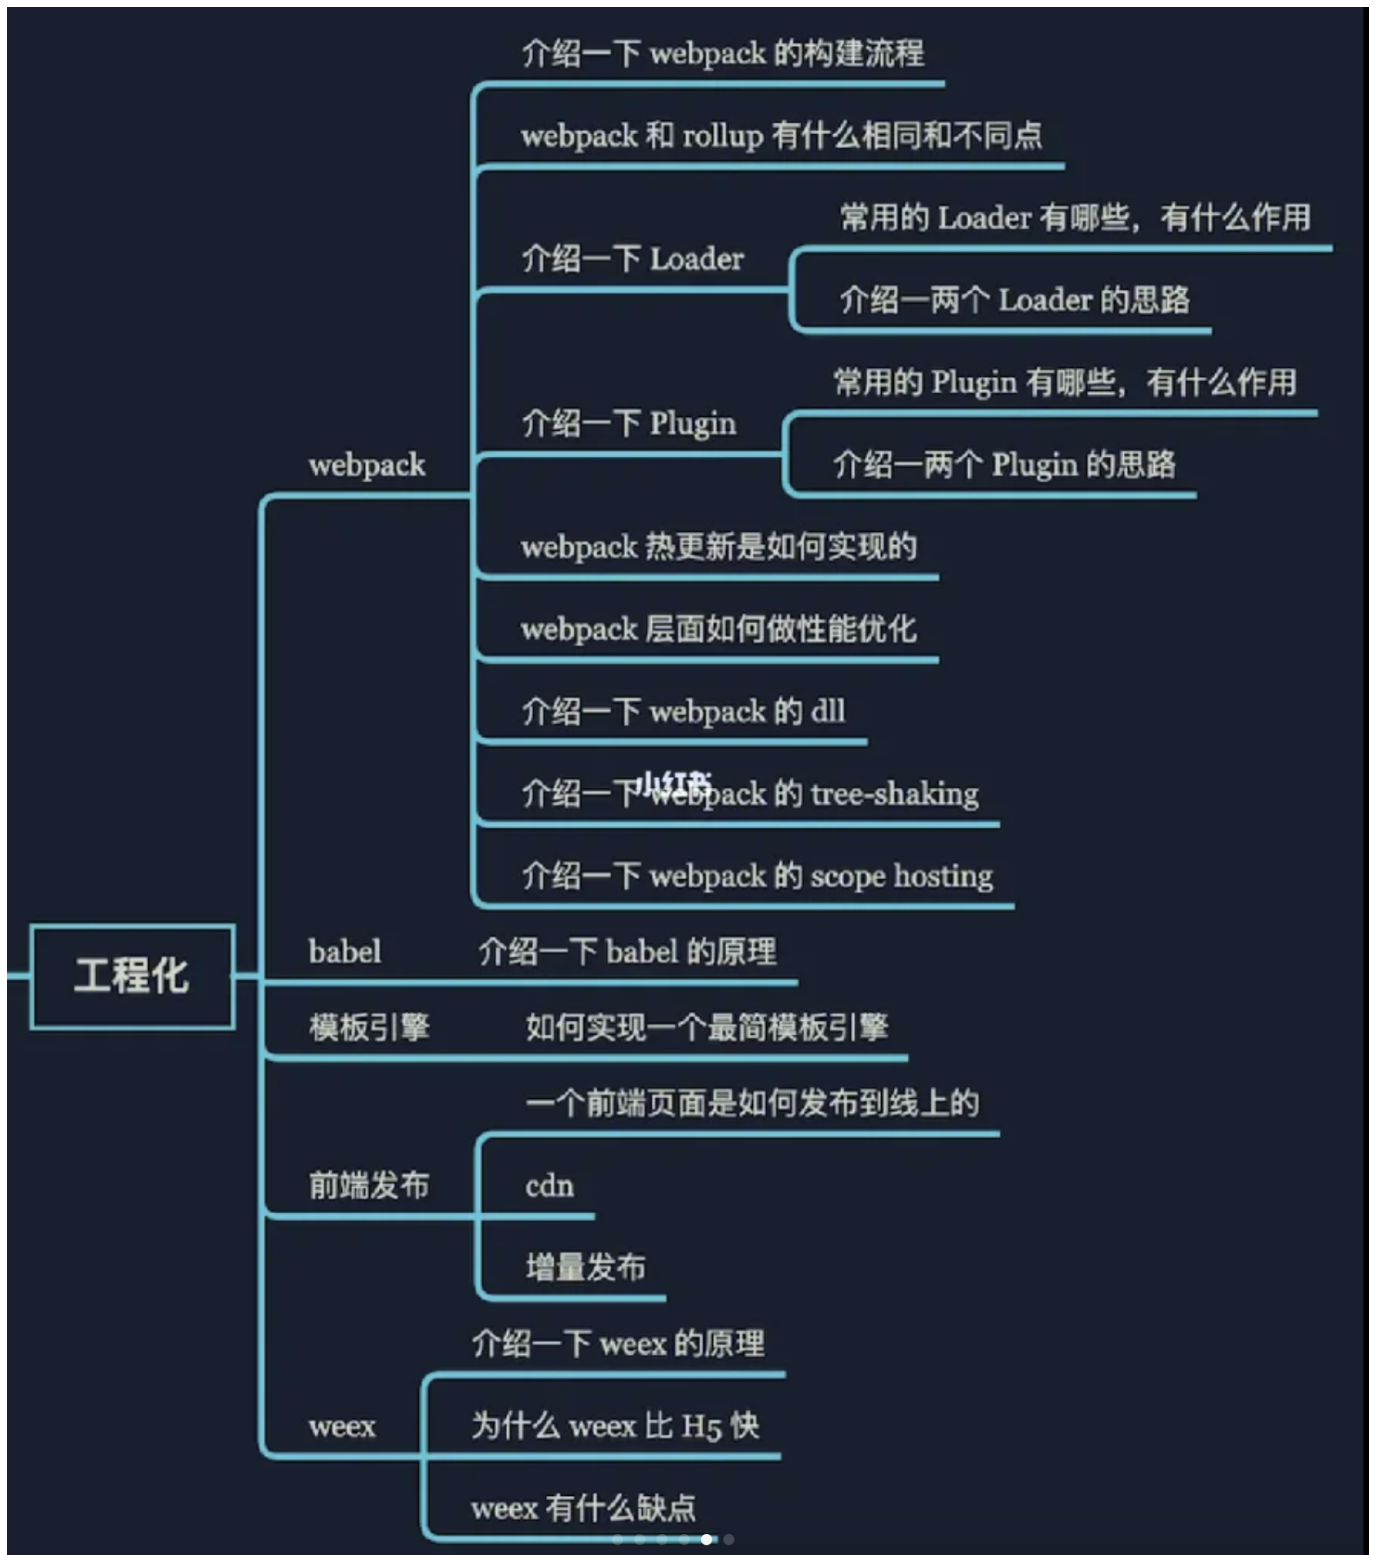 介绍一下 webpack 的构建流程
webpack 和 rollup 有什么相同和不同点
常用的 Loader 有哪些，有什么作用
介绍一下 Loader
介绍一两个 Loader 的思路
常用的 Plugin 有哪些，有什么作用
介绍一下 Plugin
介绍一两个 Plugin 的思路
webpack
webpack 热更新是如何实现的
webpack 层面如何做性能优化
介绍一下 webpack 的 dll
小红书
介绍一下 webpack 的 tree-shaking
介绍一下 webpack 的 scope hosting
工程化
babel 介绍一下 babel 的原理
模板引擎 如何实现一个最简模板引擎
一个前端页面是如何发布到线上的
前端发布 cdn
增量发布
介绍一下 weex 的原理
weex 为什么 weex 比 H5 快
weex 有什么缺点